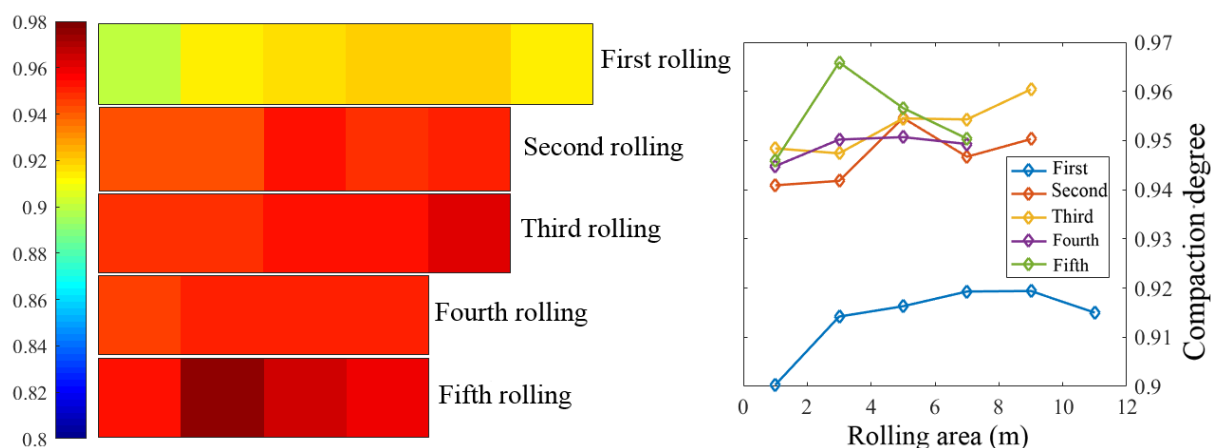 0.98
0.96
0.94
0.92
0.9
0.88
0.86
0.84
0.82
0.8
First rolling
Second rolling
Third rolling
Fourth rolling
Fifth rolling
0.97
0.96
0.95
0.94
0.93
0.92
0.91
0.9
Compaction degree
First
Second
Third
Fourth
Fifth
0 2 4 6 8 10 12
Rolling area (m)